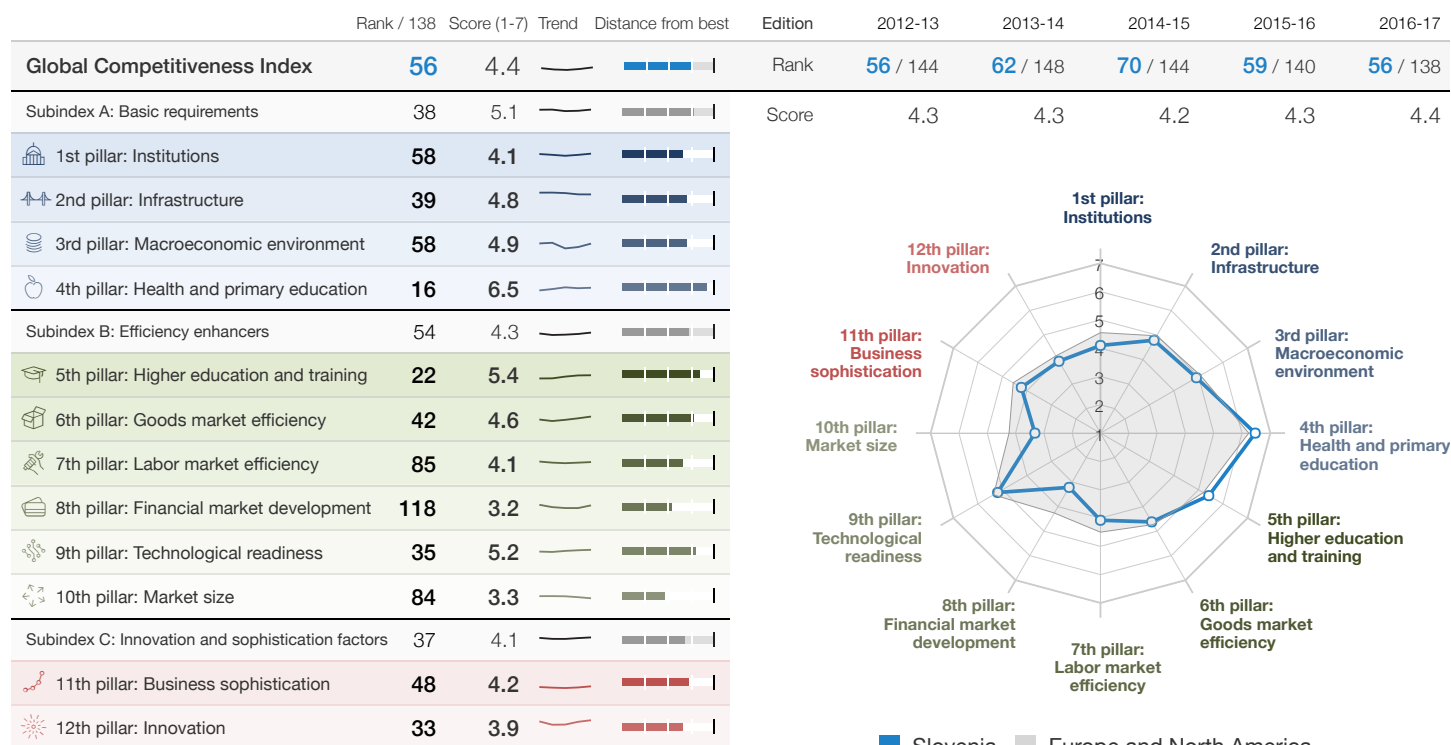 Rank / 138 Score (1-7) Trend Distance from best
Global Competitiveness Index 56 4.4
Subindex A: Basic requirements 38 5.1
1st pillar: Institutions 58 4.1
2nd pillar: Infrastructure 39 4.8
3rd pillar: Macroeconomic environment 58 4.9
4th pillar: Health and primary education 16 6.5
Subindex B: Efficiency enhancers 54 4.3
5th pillar: Higher education and training 22 5.4
6th pillar: Goods market efficiency 42 4.6
7th pillar: Labor market efficiency 85 4.1
8th pillar: Financial market development 118 3.2
9th pillar: Technological readiness 35 5.2
10th pillar: Market size 84 3.3
Subindex C: Innovation and sophistication factors 37 4.1
11th pillar: Business sophistication 48 4.2
12th pillar: Innovation 33 3.9
Edition 2012-13 2013-14 2014-15 2015-16 2016-17
Rank 56 / 144 62 / 148 70 / 144 59 / 140 56 / 138
Score 4.3 4.3 4.2 4.3 4.4
1st pillar:
Institutions
2nd pillar:
Infrastructure
3rd pillar:
Macroeconomic
environment
4th pillar:
Health and primary
education
5th pillar:
Higher education
and training
6th pillar:
Goods market
efficiency
7th pillar:
Labor market
efficiency
8th pillar:
Financial market
development
9th pillar:
Technological
readiness
10th pillar:
Market size
11th pillar:
Business
sophistication
12th pillar:
Innovation
7
6
5
4
3
2
1
Slovenia Europe and North America